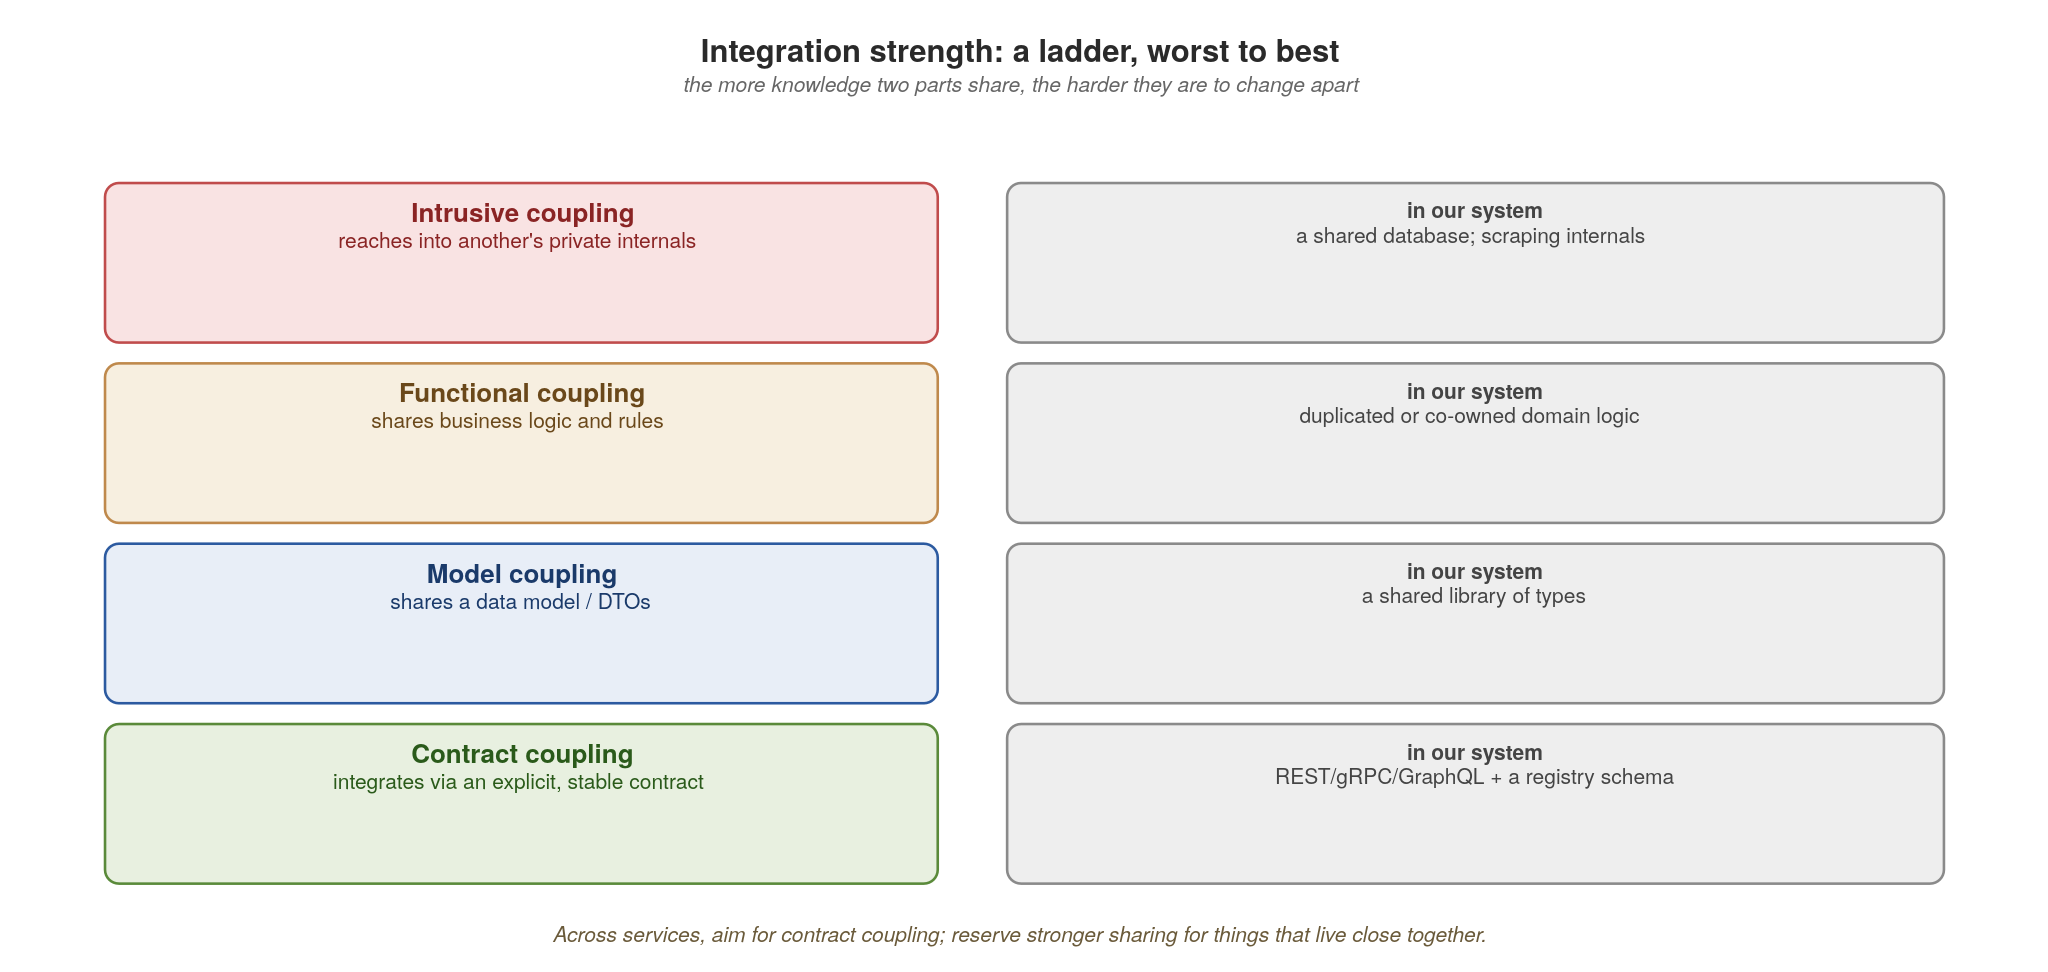 Integration strength: a ladder, worst to best
the more knowledge two parts share, the harder they are to change apart
Intrusive coupling
reaches into another's private internals
in our system
a shared database; scraping internals
Functional coupling
shares business logic and rules
in our system
duplicated or co-owned domain logic
Model coupling
shares a data model / DTOs
in our system
a shared library of types
Contract coupling
integrates via an explicit, stable contract
in our system
REST/gRPC/GraphQL + a registry schema
Across services, aim for contract coupling; reserve stronger sharing for things that live close together.